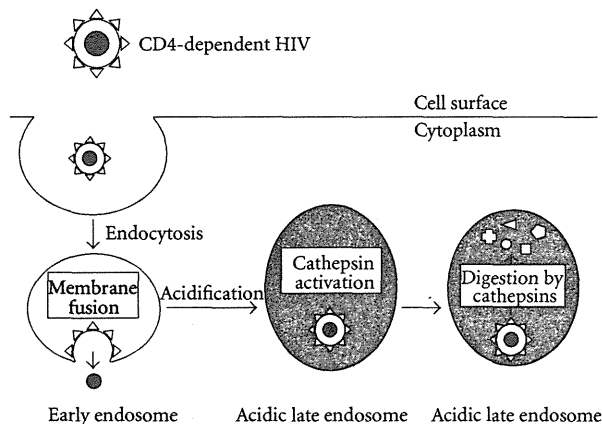 CD4-dependent HIV
Cell surface
Cytoplasm
Endocytosis
Membrane
fusion
Acidification
Cathepsin
activation
Digestion by
cathepsins
Early endosome
Acidic late endosome
Acidic late endosome